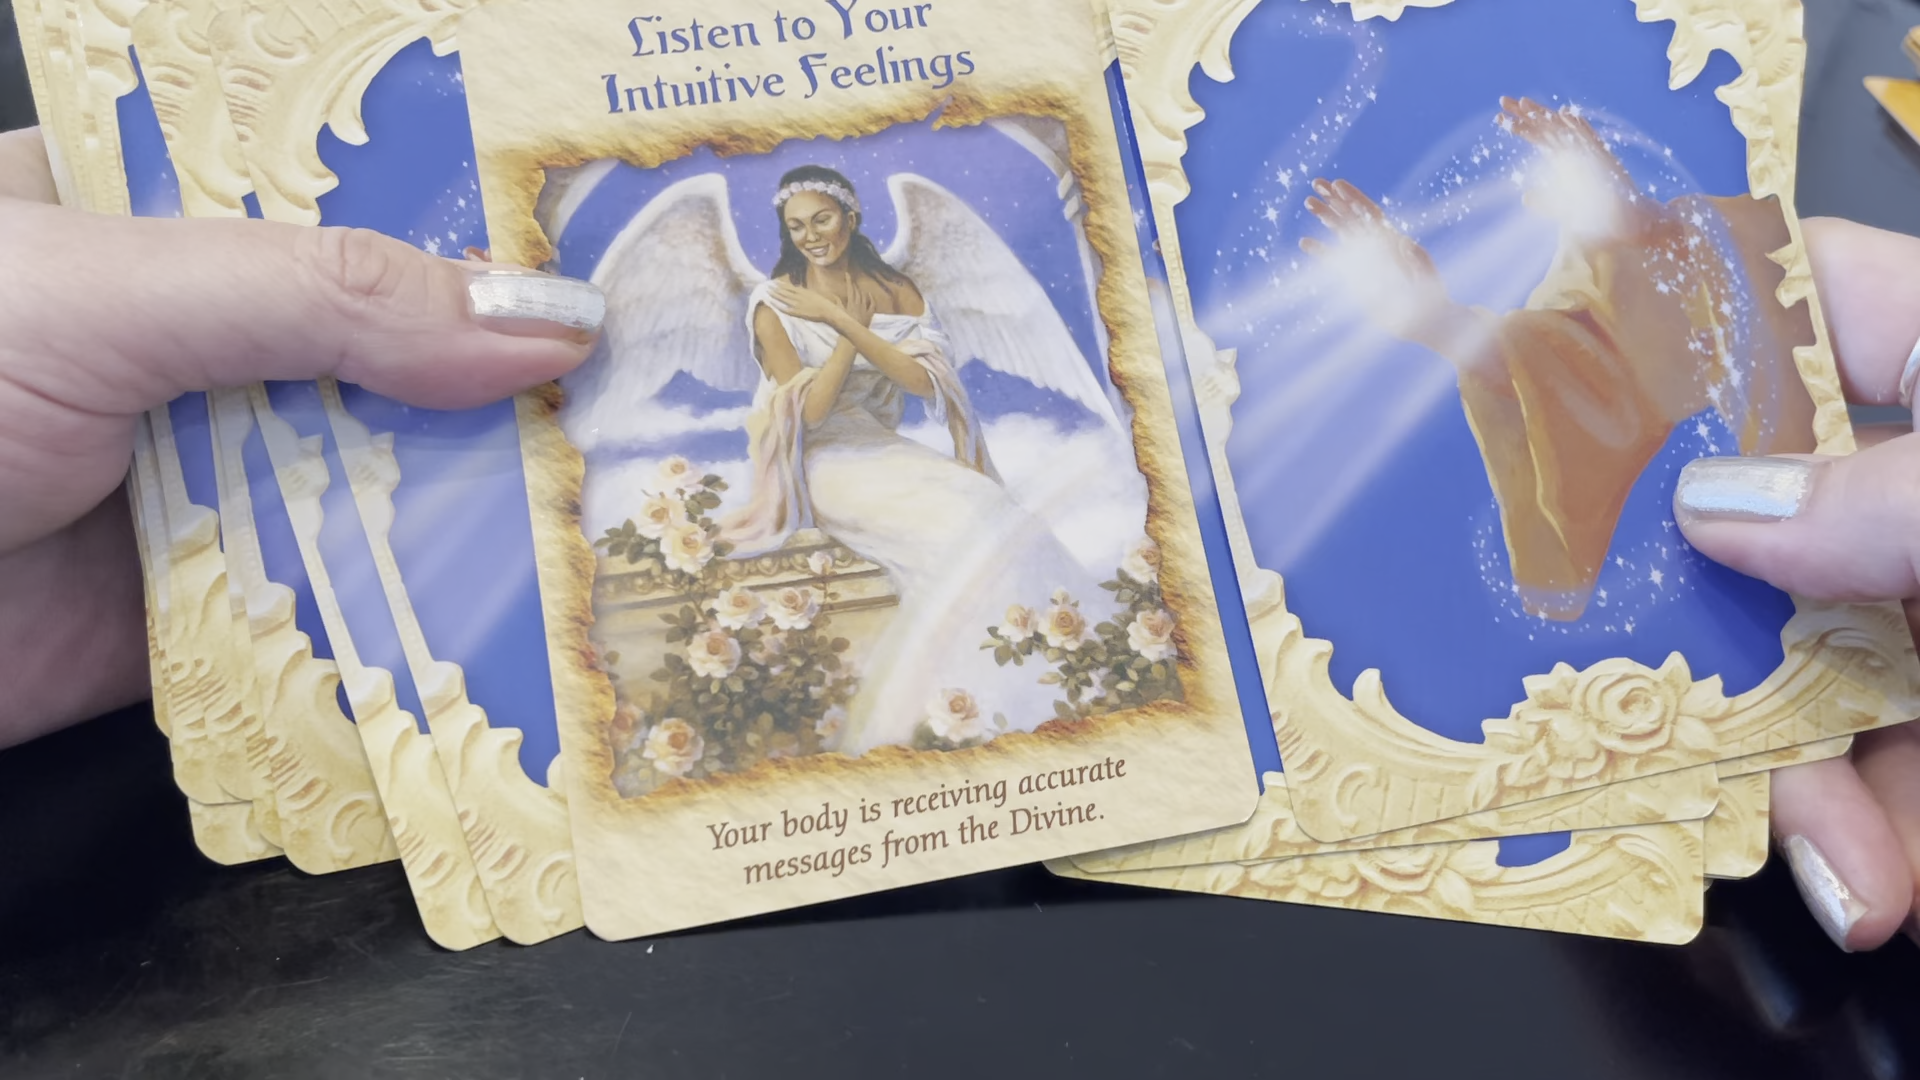 Listen to Your
Intuitive Feelings
Your body is receiving accurate
messages from the Divine.